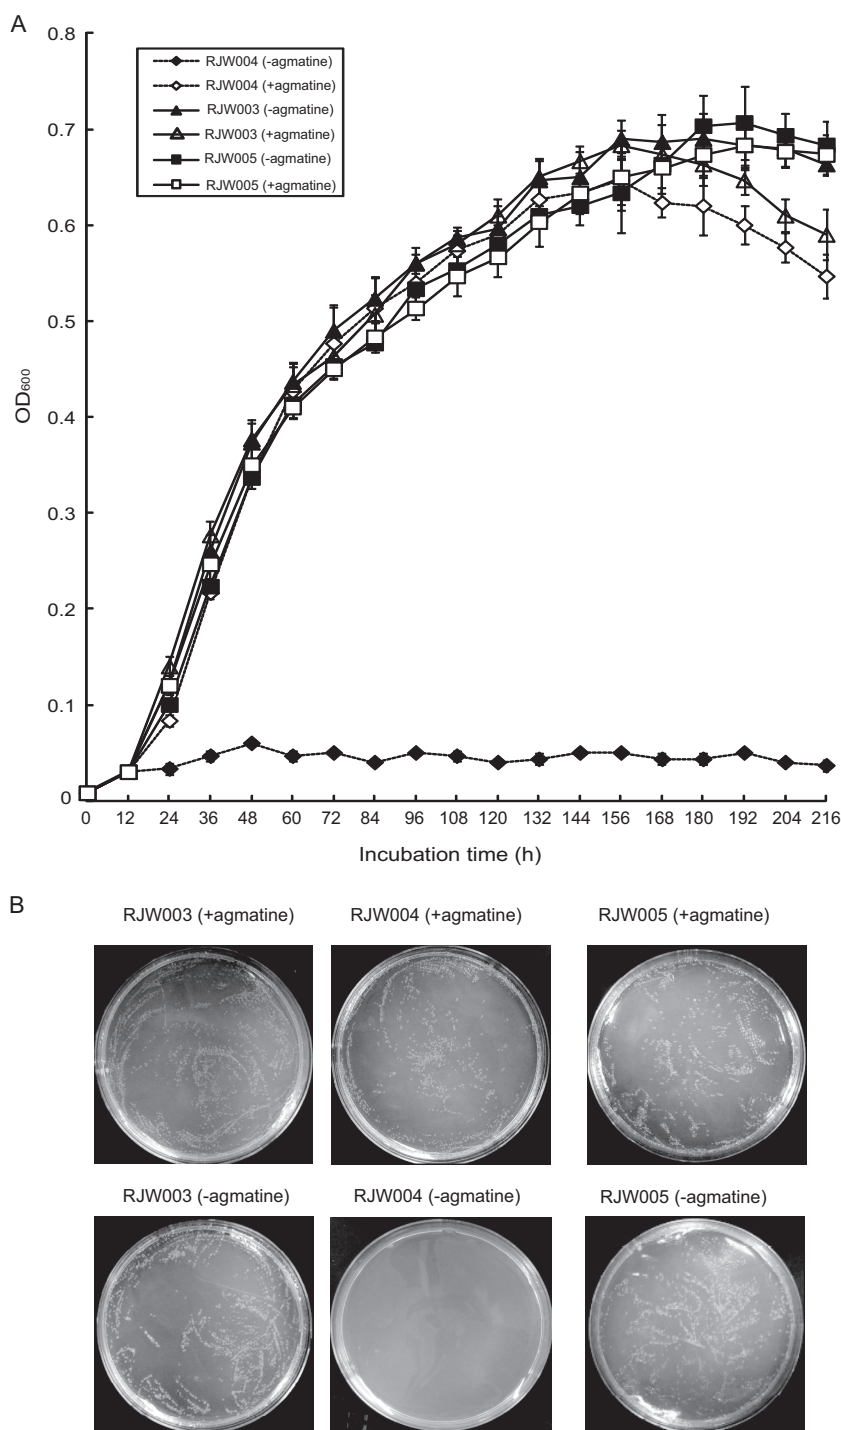 A
0.8
0.7
0.6
0.5
0.4
0.3
0.2
0.1
0
OD600
RJW004 (-agmatine)
RJW004 (+agmatine)
RJW003 (-agmatine)
RJW003 (+agmatine)
RJW005 (-agmatine)
RJW005 (+agmatine)
0 12 24 36 48 60 72 84 96 108 120 132 144 156 168 180 192 204 216
Incubation time (h)
B
RJW003 (+agmatine) RJW004 (+agmatine) RJW005 (+agmatine)
RJW003 (-agmatine) RJW004 (-agmatine) RJW005 (-agmatine)